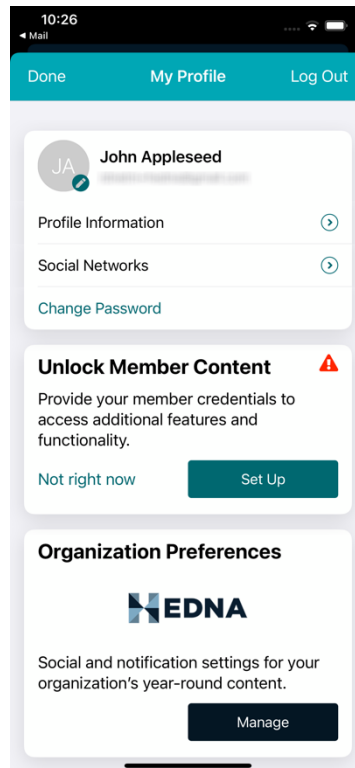 10:26
Mail
Done My Profile Log Out
JA
John Appleseed
Profile Information
Social Networks
Change Password
Unlock Member Content
Provide your member credentials to
access additional features and
functionality.
Not right now Set Up
Organization Preferences
HEDNA
Social and notification settings for your
organization's year-round content.
Manage